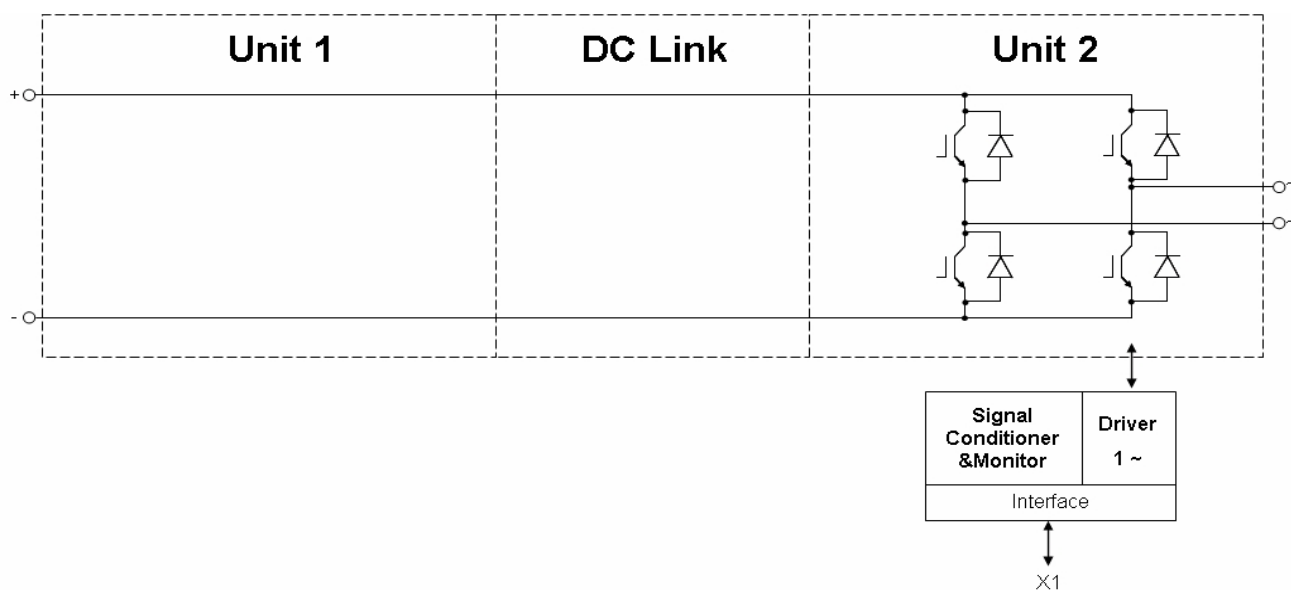 Unit 1
DC Link
Unit 2
+
~
~
-
Signal
Conditioner
&Monitor
Driver
1 ~
Interface
X1